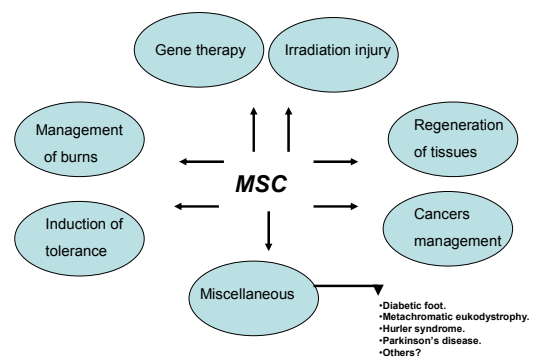 Gene therapy
Irradiation injury
Management
of burns
Regeneration
of tissues
MSC
Induction of
tolerance
Cancers
management
Miscellaneous
•Diabetic foot.
•Metachromatic eukodystrophy.
•Hurler syndrome.
•Parkinson's disease.
•Others?